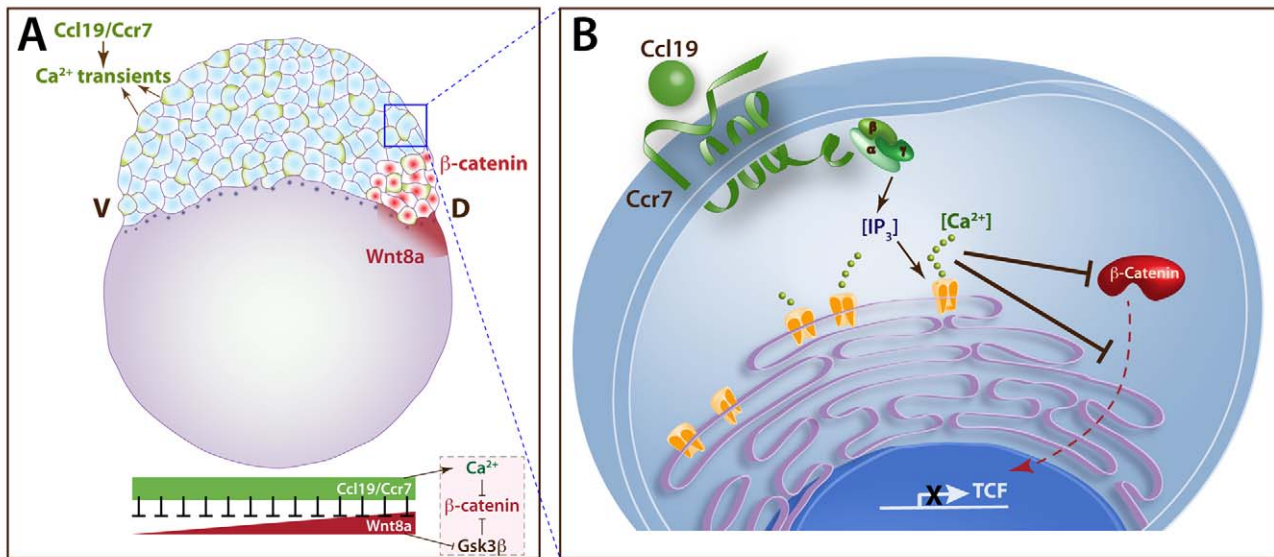 A
Ccl19/Ccr7
Ca²⁺ transients
β-catenin
V
D
Wnt8a
Ccl19/Ccr7
Wnt8a
Ca²⁺
β-catenin
Gsk3β
B
Ccl19
Ccr7
β
α
γ
[IP₃]
[Ca²⁺]
β-Catenin
X
TCF